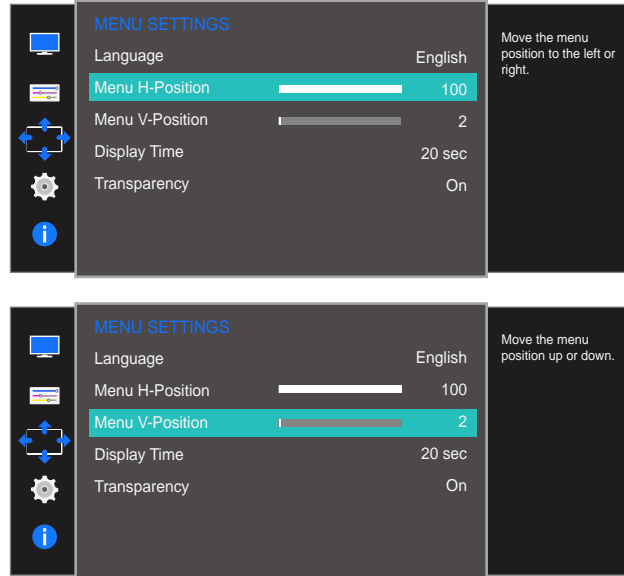 MENU SETTINGS
Language English
Menu H-Position 100
Menu V-Position 2
Display Time 20 sec
Transparency On
Move the menu
position to the left or
right.
MENU SETTINGS
Language English
Menu H-Position 100
Menu V-Position 2
Display Time 20 sec
Transparency On
Move the menu
position up or down.